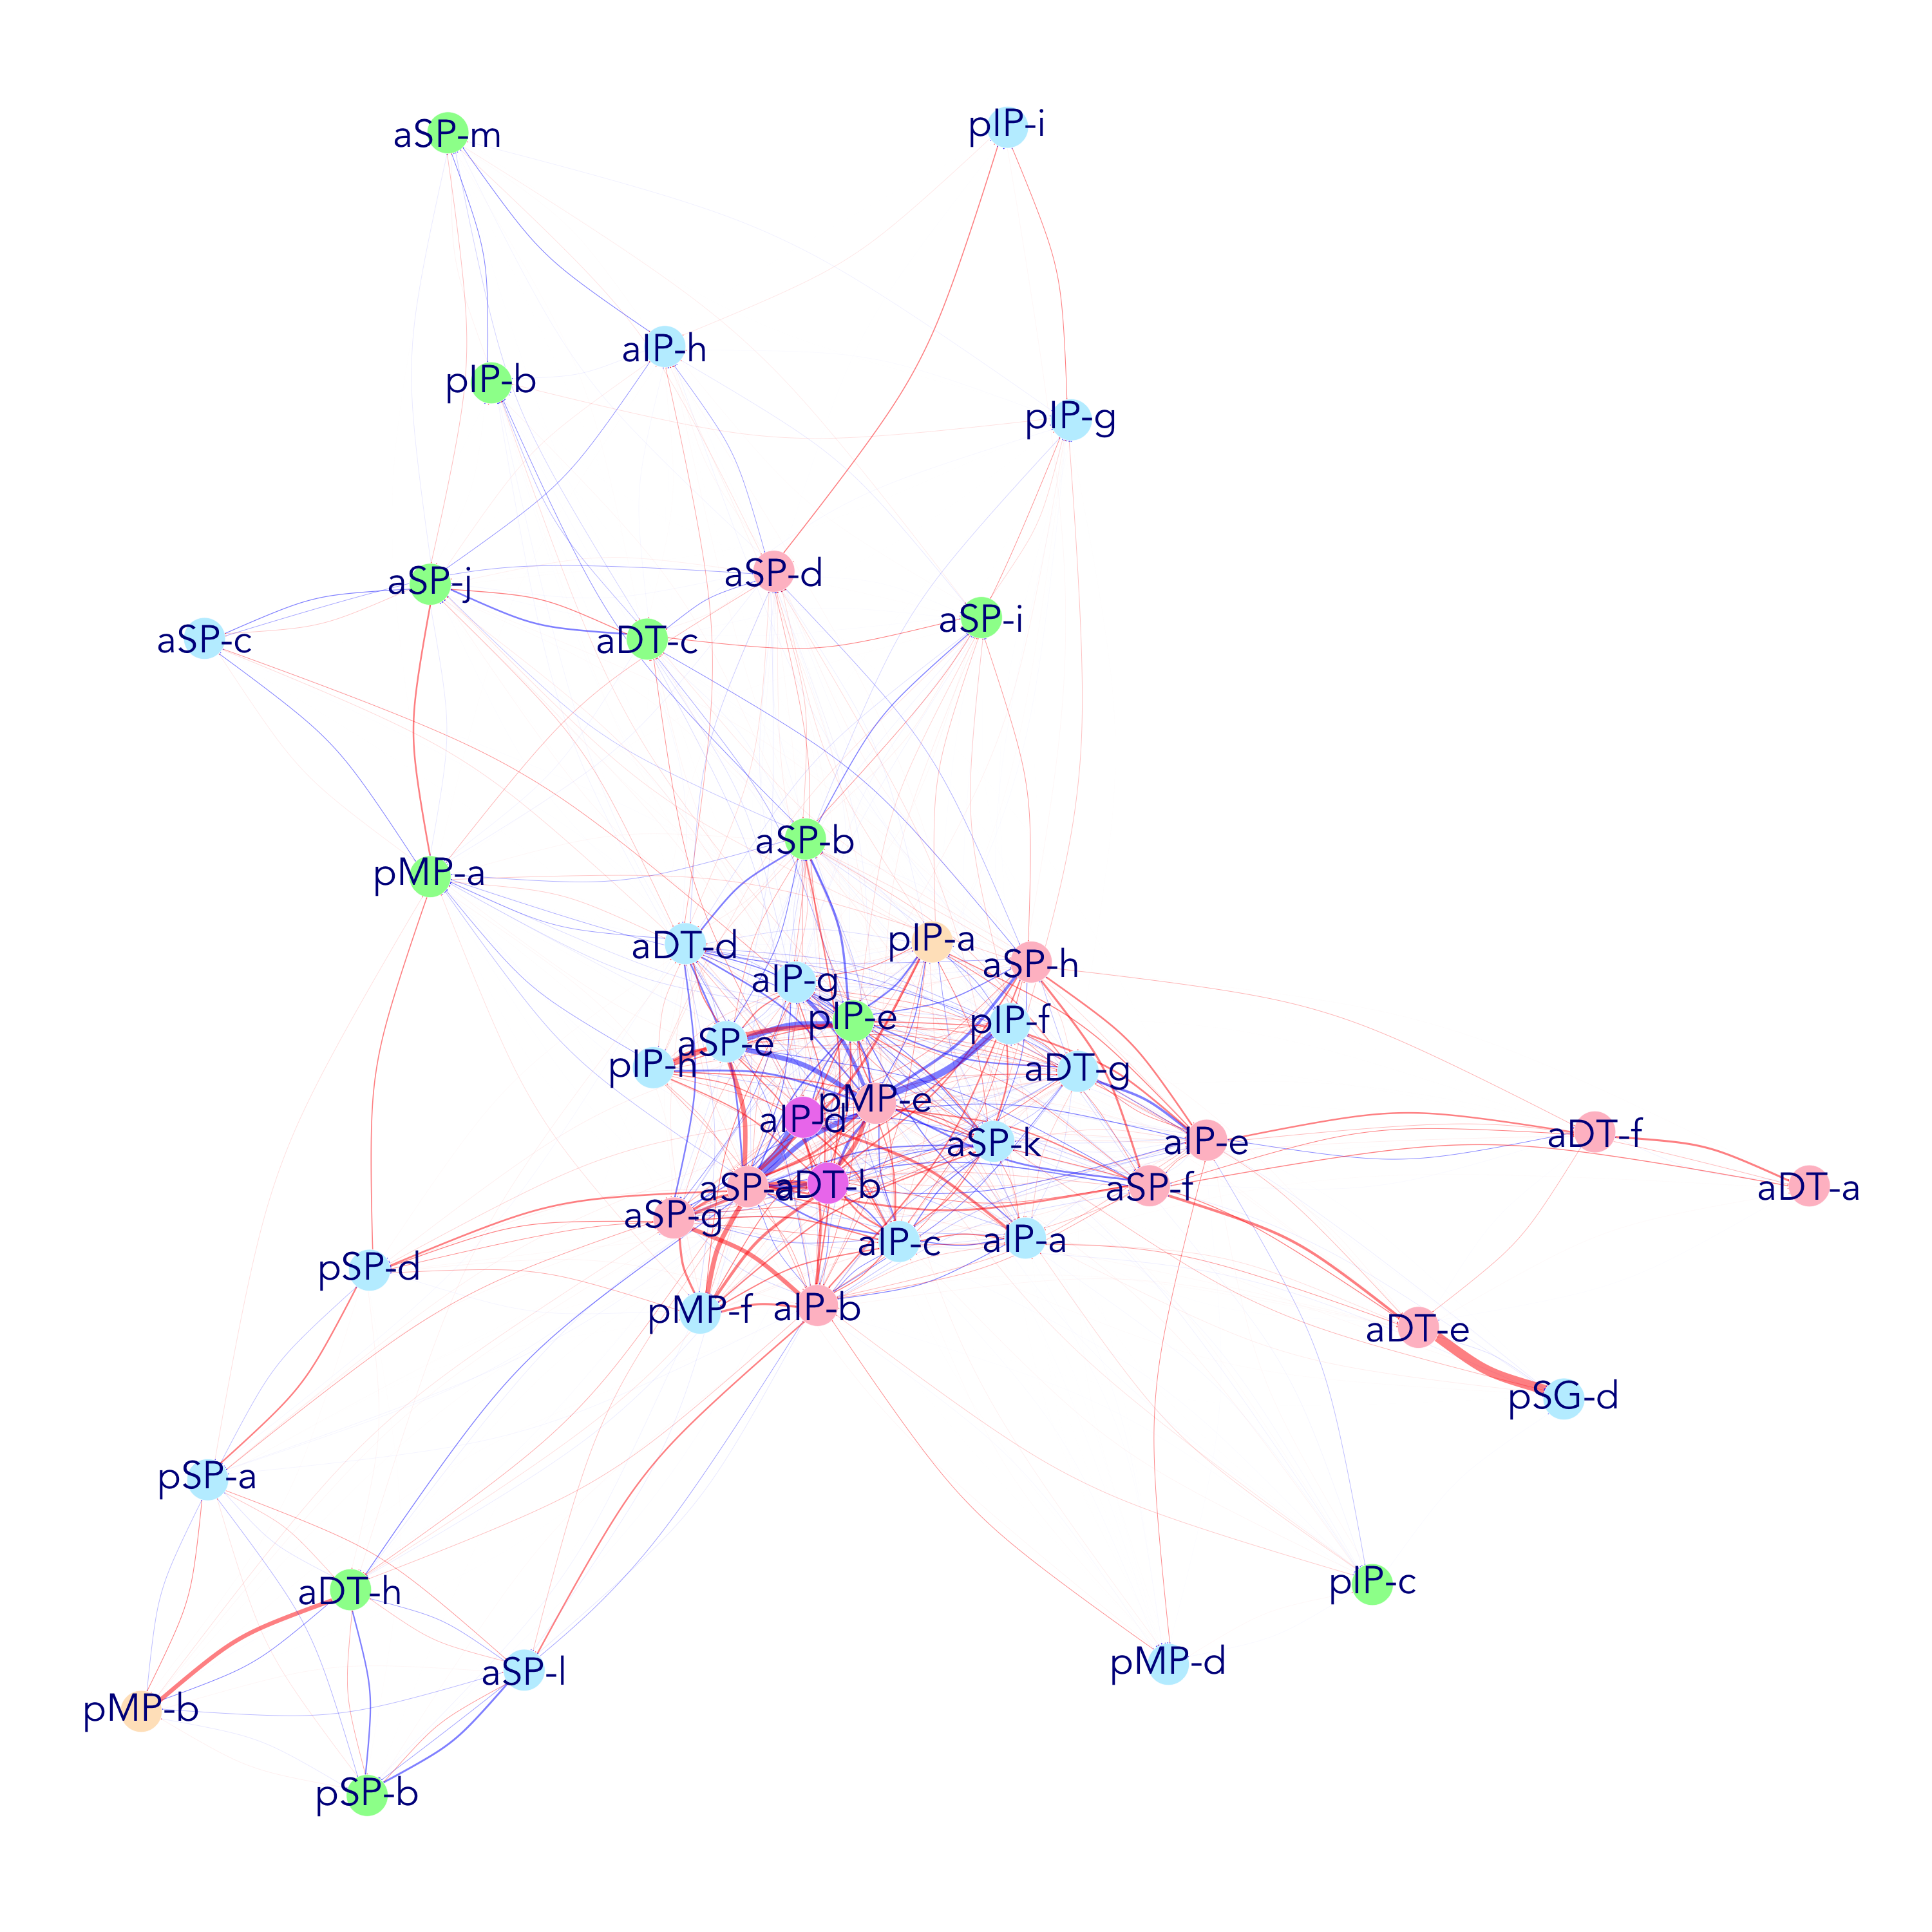 pIP-i
aSP-m
aIP-h
pIP-b
pIP-g
aSP-d
aSP-j
aSP-i
aSP-c
aDT-c
aSP-b
pMP-a
pIP-a
aDT-d
aSP-h
aIP-g
pIP-e
pIP-f
aSP-e
pIP-h
aDT-g
pMP-e
aIP-d
aDT-f
aIP-e
aSP-k
aSP-a
aDT-b
aSP-f
aDT-a
aSP-g
aIP-c
aIP-a
pSP-d
pMP-f
aIP-b
aDT-e
pSG-d
pSP-a
pIP-c
aDT-h
pMP-d
aSP-l
pMP-b
pSP-b